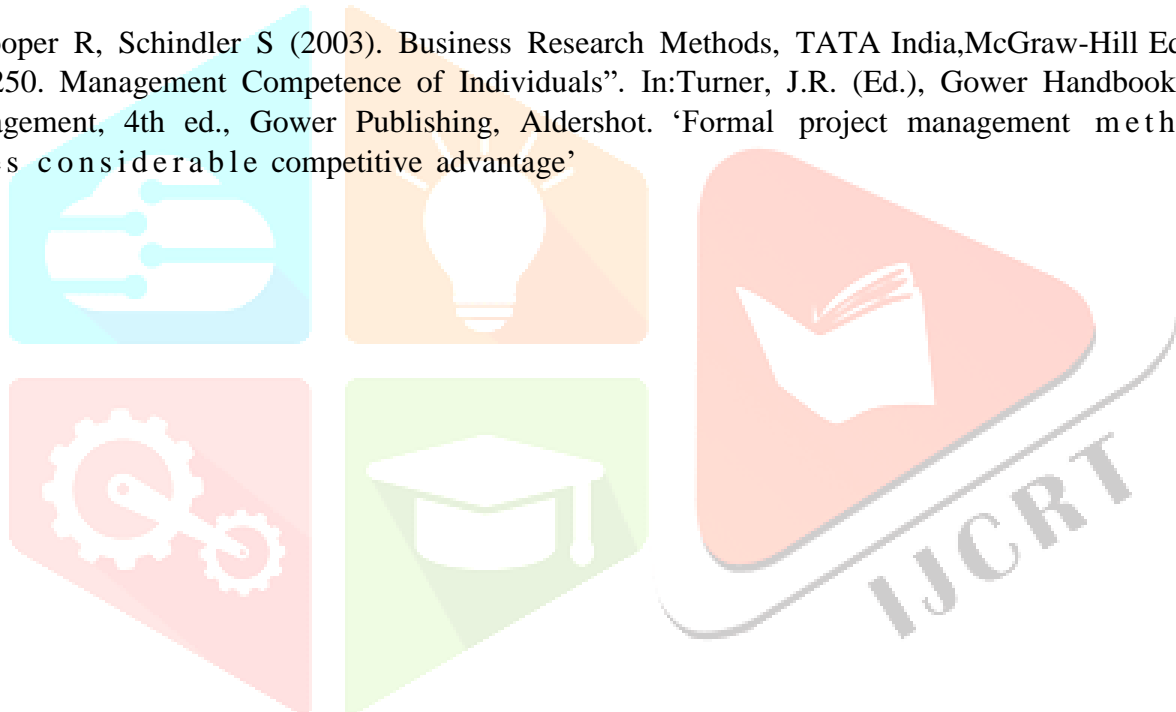 oper R, Schindler S (2003). Business Research Methods, TATA India,McGraw-Hill Ed
250. Management Competence of Individuals”. In:Turner, J.R. (Ed.), Gower Handbook
ngement, 4th ed., Gower Publishing, Aldershot. ‘Formal project management m e t h
s c o n s i d e r a b l e competitive advantage’
IJCRT